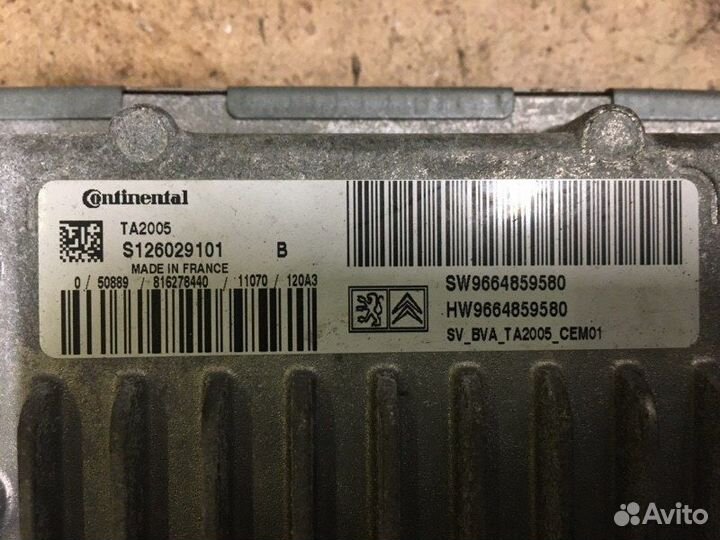 Continental
TA2005
S126029101 B
MADE IN FRANCE
0 / 50889 / 816278440 / 11070 / 120A3
SW9664859580
HW9664859580
SV_BVA_TA2005_CEM01
Avito